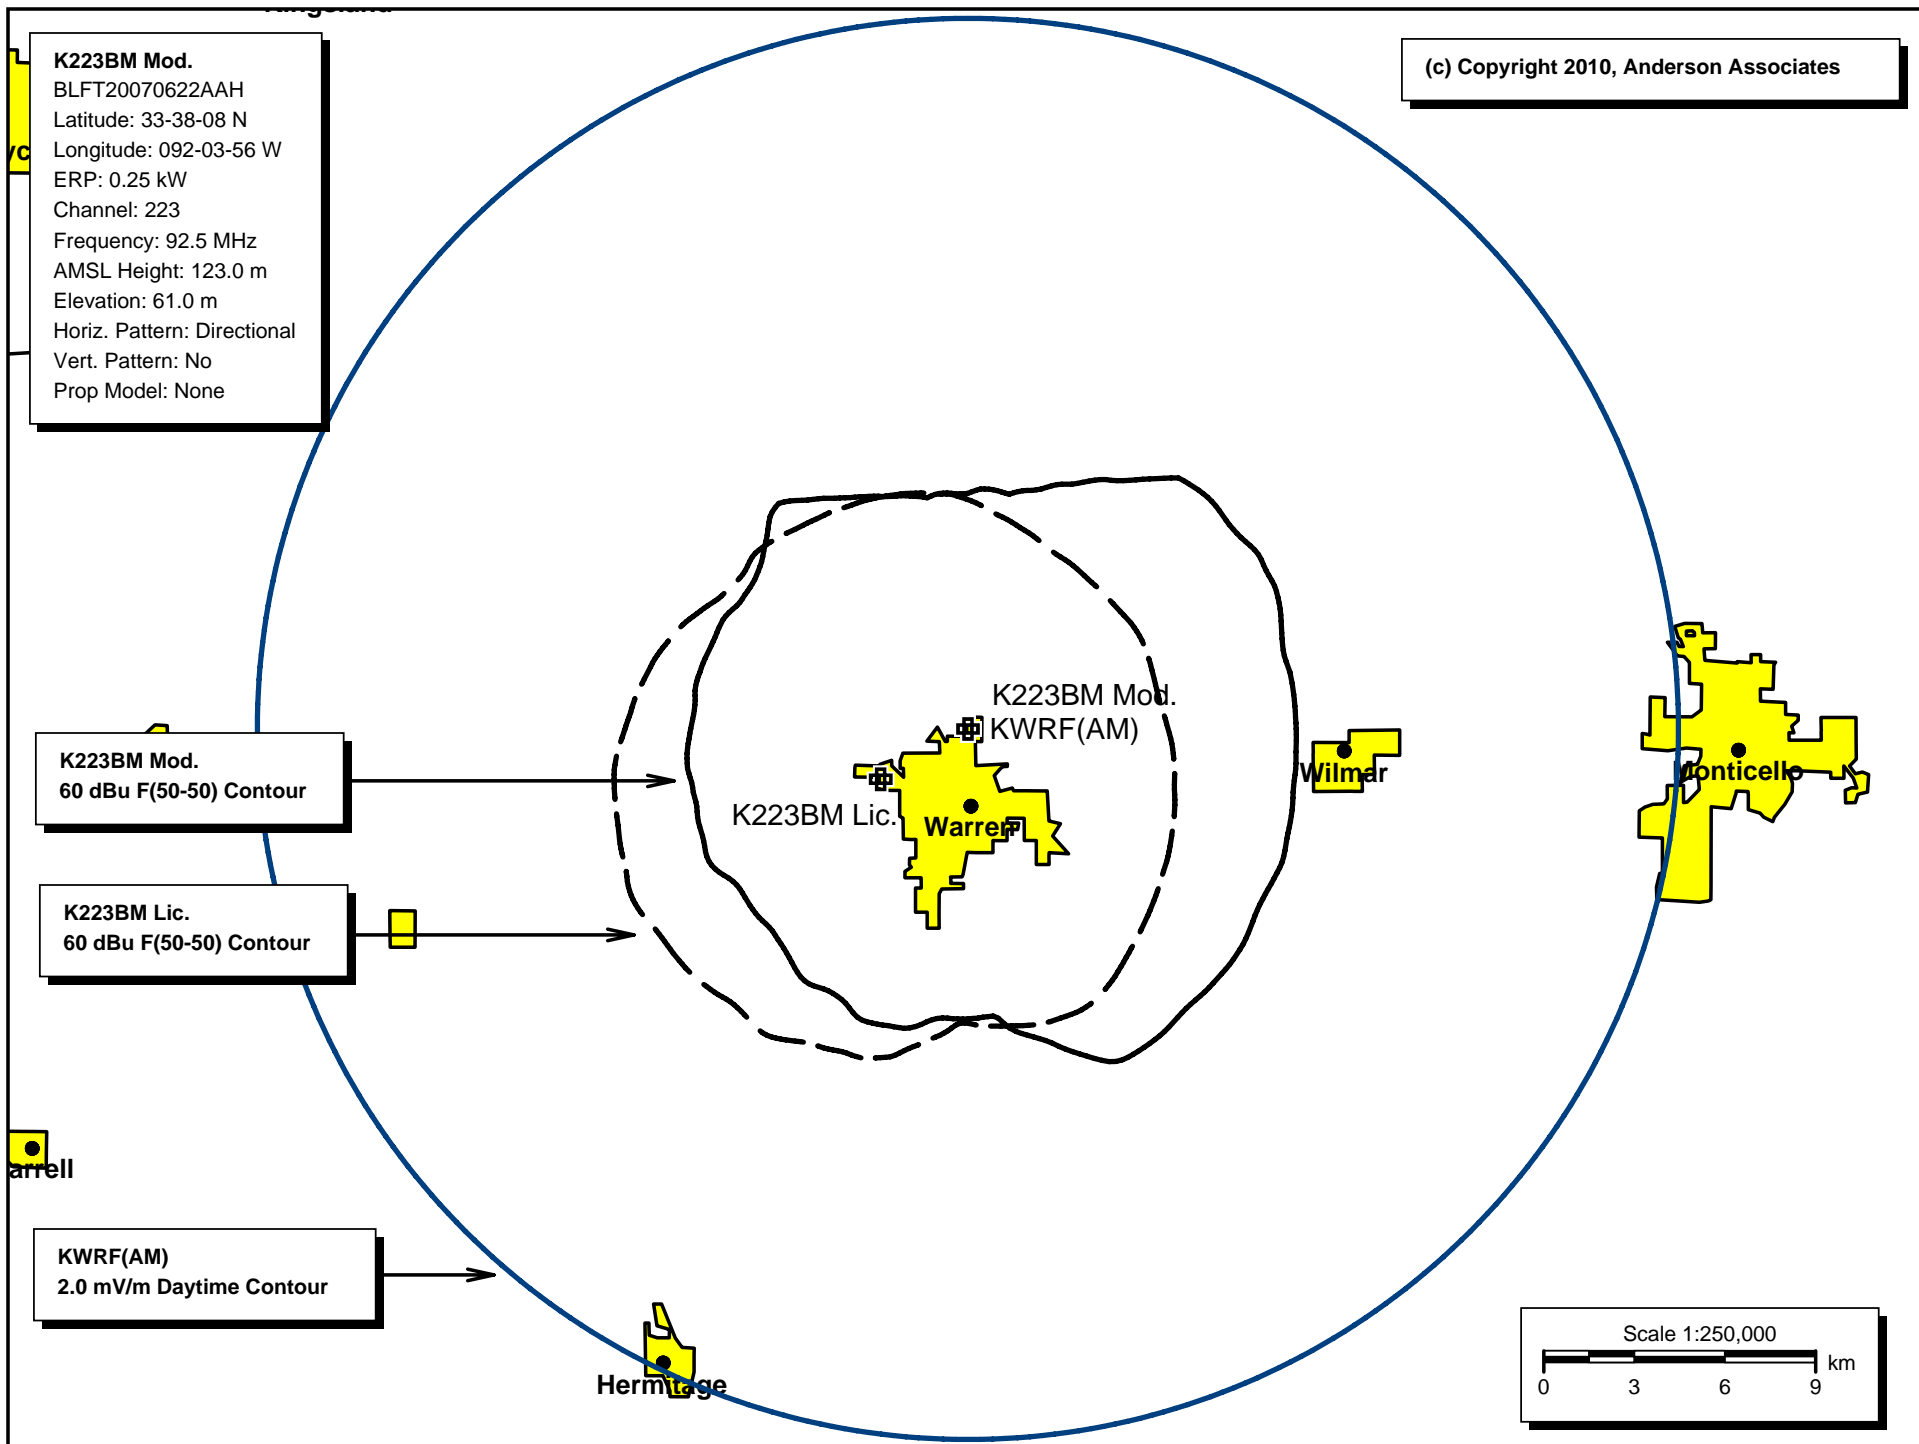 K223BM Mod.
BLFT20070622AAH
Latitude: 33-38-08 N
Longitude: 092-03-56 W
ERP: 0.25 kW
Channel: 223
Frequency: 92.5 MHz
AMSL Height: 123.0 m
Elevation: 61.0 m
Horiz. Pattern: Directional
Vert. Pattern: No
Prop Model: None
(c) Copyright 2010, Anderson Associates
K223BM Mod.
KWRF(AM)
K223BM Lic.
Warren
Wilmar
Monticello
K223BM Mod.
60 dBu F(50-50) Contour
K223BM Lic.
60 dBu F(50-50) Contour
arrell
KWRF(AM)
2.0 mV/m Daytime Contour
Hermitage
Scale 1:250,000
km
0 3 6 9